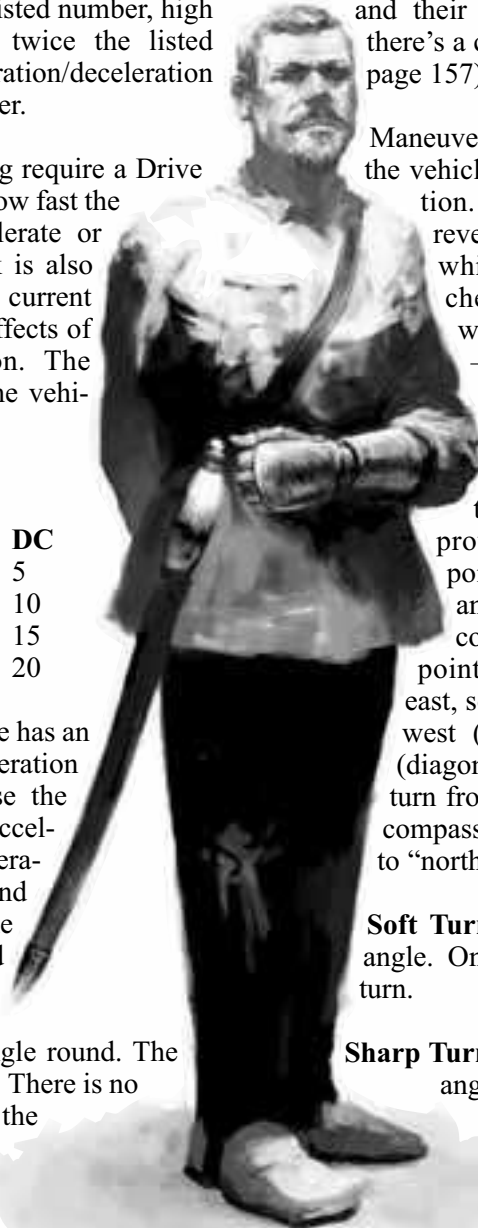 isted number, high
twice the listed
ration/deceleration
er.
g require a Drive
ow fast the
lerate or
k is also
current
ffects of
on. The
he vehi-
DC
5
10
15
20
e has an
eration
se the
ccel-
era-
nd
e
d
gle round. The
There is no
the
and their
there's a c
page 157)
Maneuve
the vehicl
tion.
reve
whi
che
w
–
t
prov
poi
an
co
point
east, s
west (
(diagon
turn fro
compass
to “north
Soft Turn
angle. On
turn.
Sharp Turn
ang